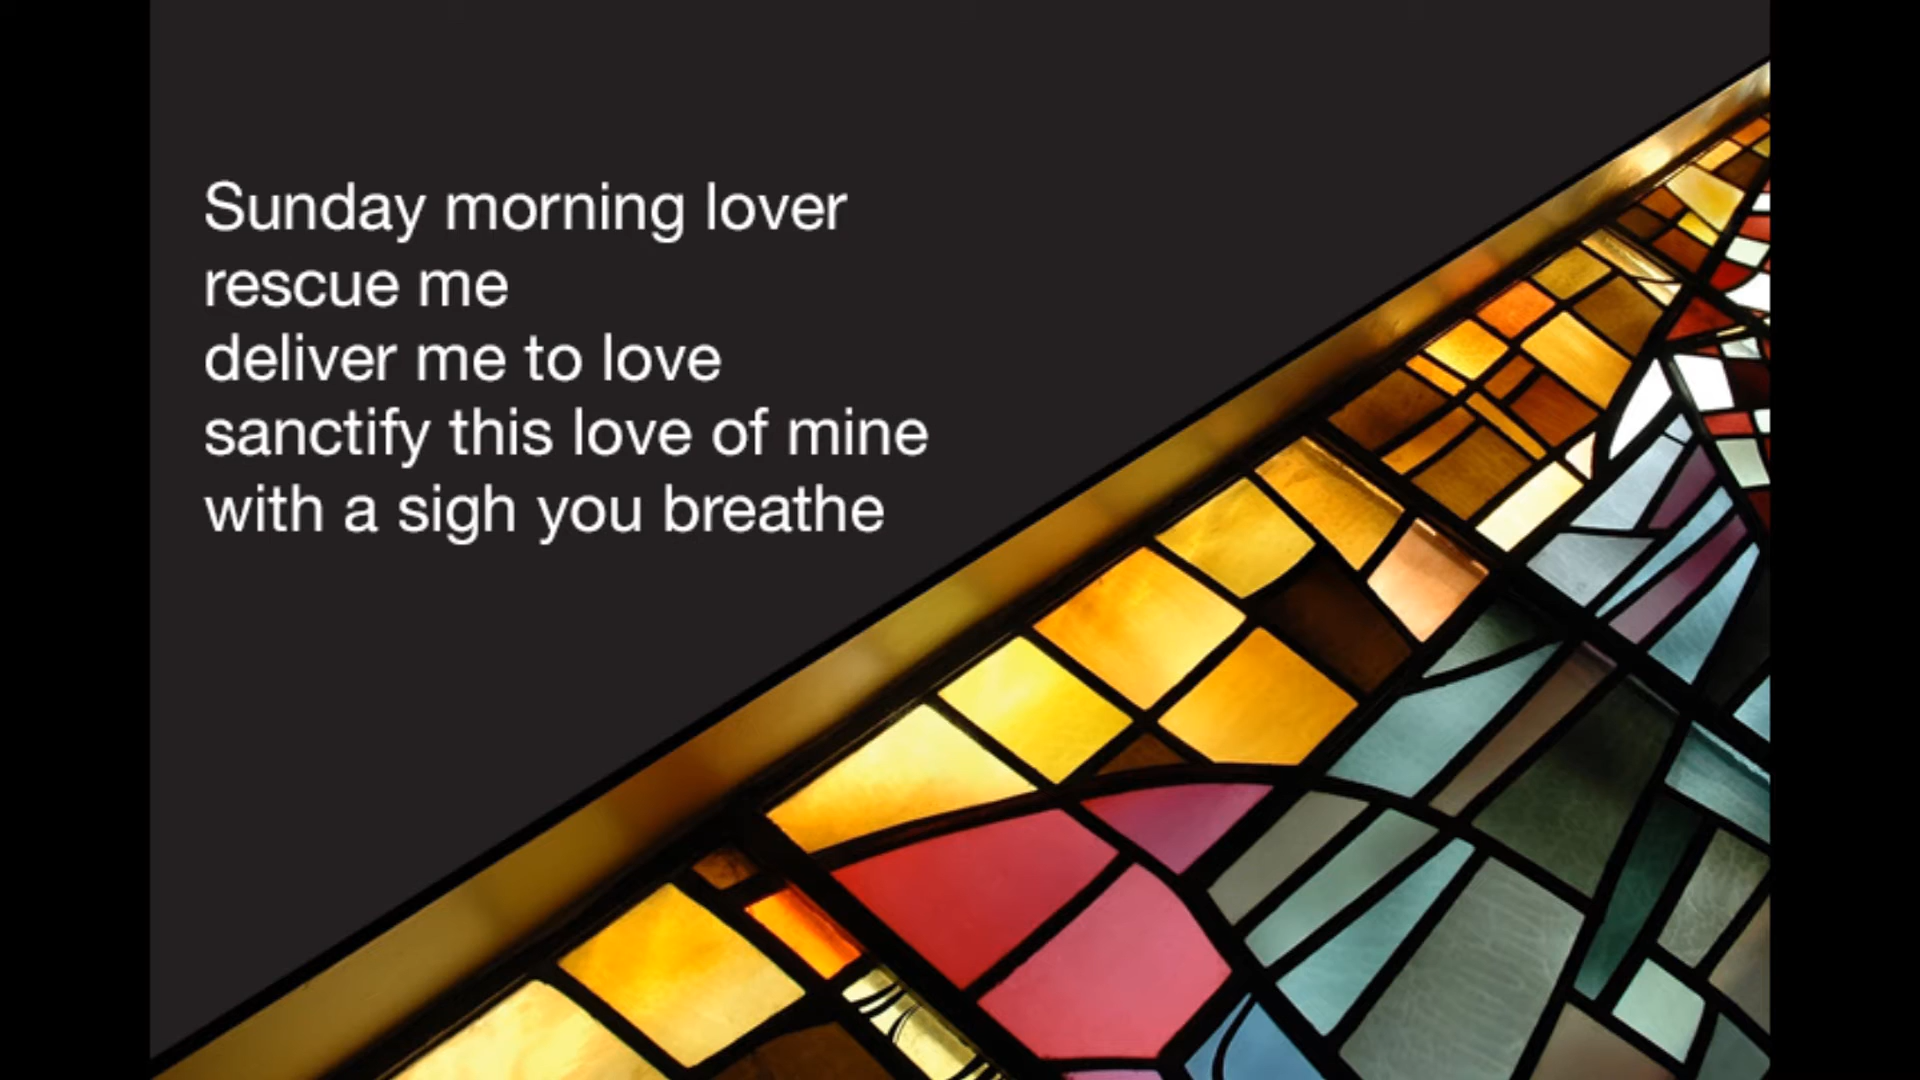 Sunday morning lover
rescue me
deliver me to love
sanctify this love of mine
with a sigh you breathe